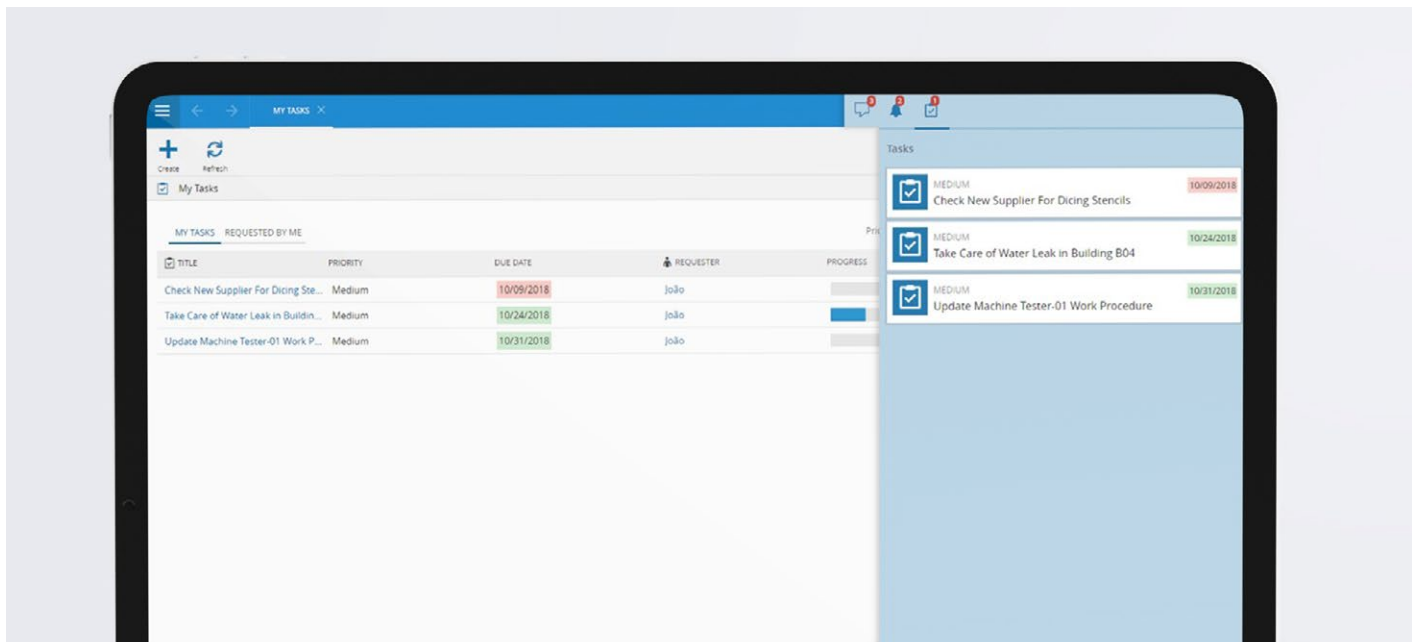 MY TASKS
3
2
1
Create
Refresh
Tasks
My Tasks
MEDIUM
10/09/2018
Check New Supplier For Dicing Stencils
MY TASKS REQUESTED BY ME
MEDIUM
10/24/2018
Take Care of Water Leak in Building B04
TITLE PRIORITY DUE DATE REQUESTER PROGRESS
Check New Supplier For Dicing Ste... Medium 10/09/2018 João
MEDIUM
10/31/2018
Update Machine Tester-01 Work Procedure
Take Care of Water Leak in Buildin... Medium 10/24/2018 João
Update Machine Tester-01 Work P... Medium 10/31/2018 João